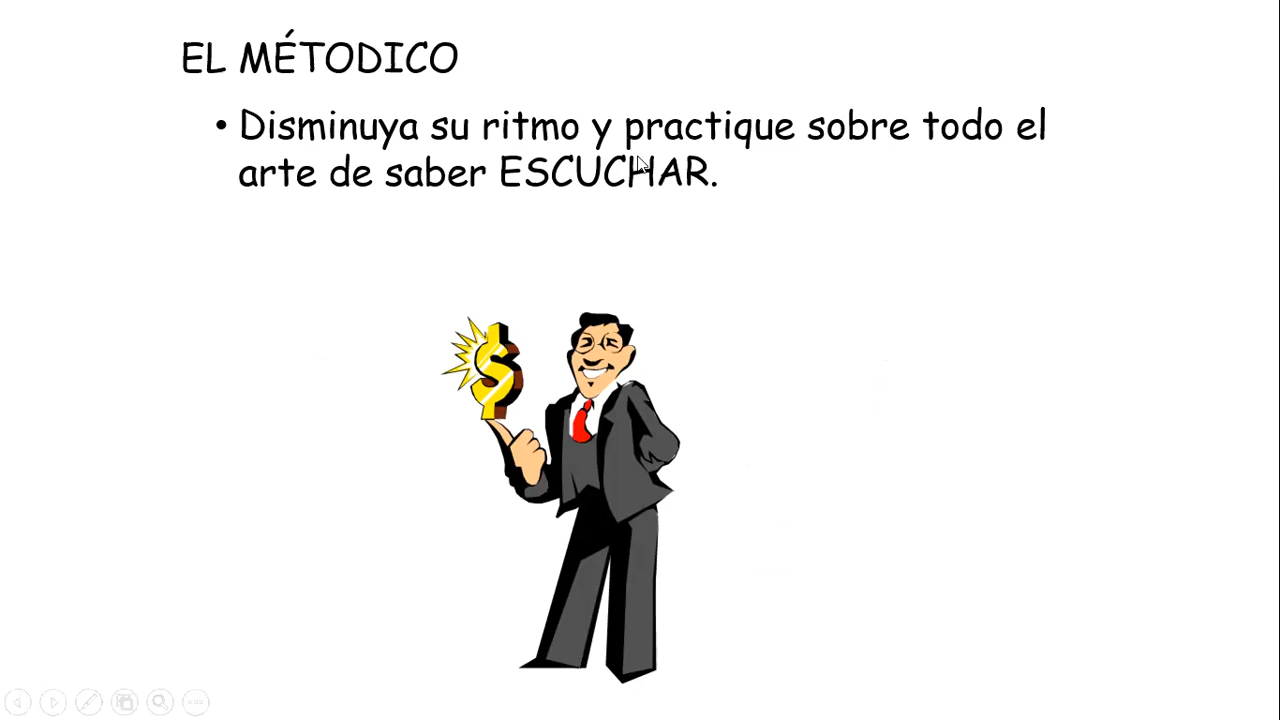 EL MÉTODICO
• Disminuya su ritmo y practique sobre todo el
arte de saber ESCUCHAR.
$